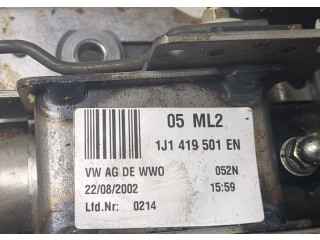 05 ML2
1J1 419 501 EN
VW AG DE WWO 052N
22/08/2002 15:59
Lfd.Nr: 0214